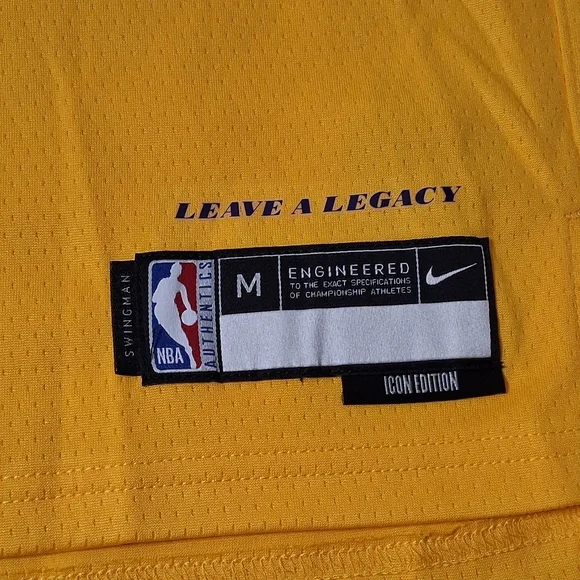 LEAVE A LEGACY
SWINGMAN
NBA
AUTHENTICS
M
ENGINEERED
TO THE EXACT SPECIFICATIONS
OF CHAMPIONSHIP ATHLETES
ICON EDITION